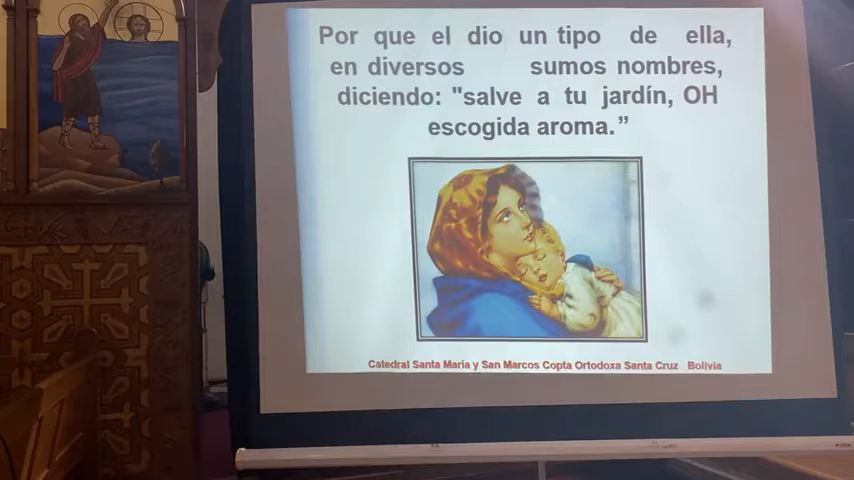 Por que el dio un tipo de ella,
en diversos sumos nombres,
diciendo: "salve a tu jardín, OH
escogida aroma.”
Catedral Santa Maria y San Marcos Copta Ortodoxa Santa Cruz Bolivia